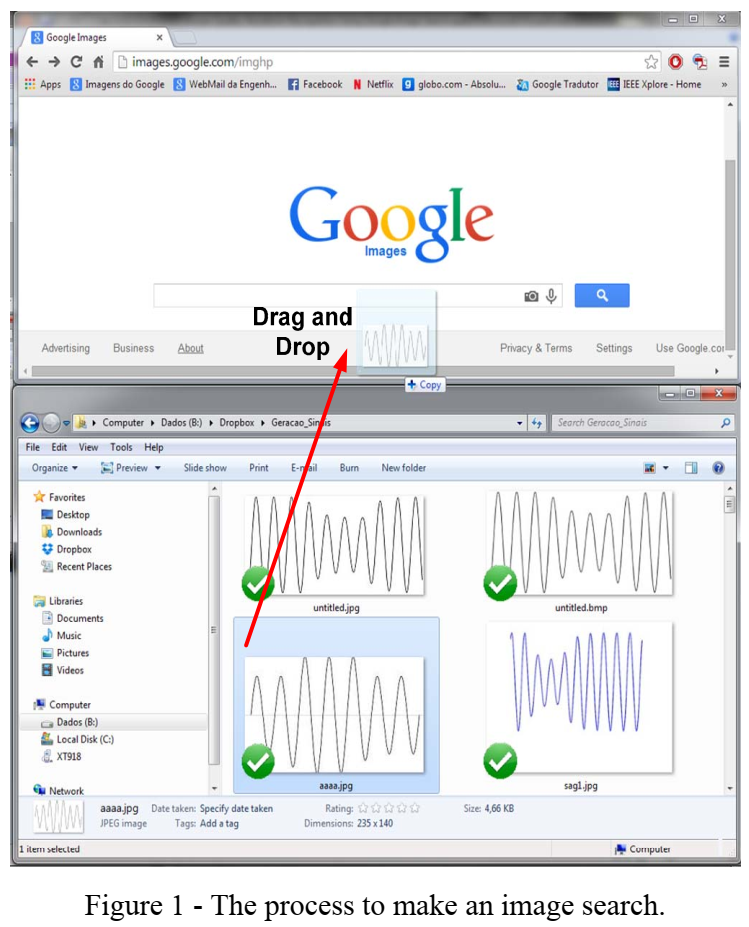 Google Images
images.google.com/imghp
Apps Imagens do Google WebMail da Engenh... Facebook Netflix globo.com - Absolu... Google Tradutor IEEE Xplore - Home »
Google
Images
Drag and
Drop
Advertising Business About Privacy & Terms Settings Use Google.com
Copy
Computer Dados (B:) Dropbox Geracao_Sinais Search Geracao_Sinais
File Edit View Tools Help
Organize Preview Slide show Print E-mail Burn New folder
Favorites
Desktop
Downloads
Dropbox
Recent Places
Libraries
Documents
Music
Pictures
Videos
Computer
Dados (B:)
Local Disk (C:)
XT918
Network
untitled.jpg untitled.bmp
aaaa.jpg sag1.jpg
aaaa.jpg Date taken: Specify date taken Rating: Size: 4,66 KB
JPEG image Tags: Add a tag Dimensions: 235 x 140
1 item selected Computer
Figure 1 - The process to make an image search.